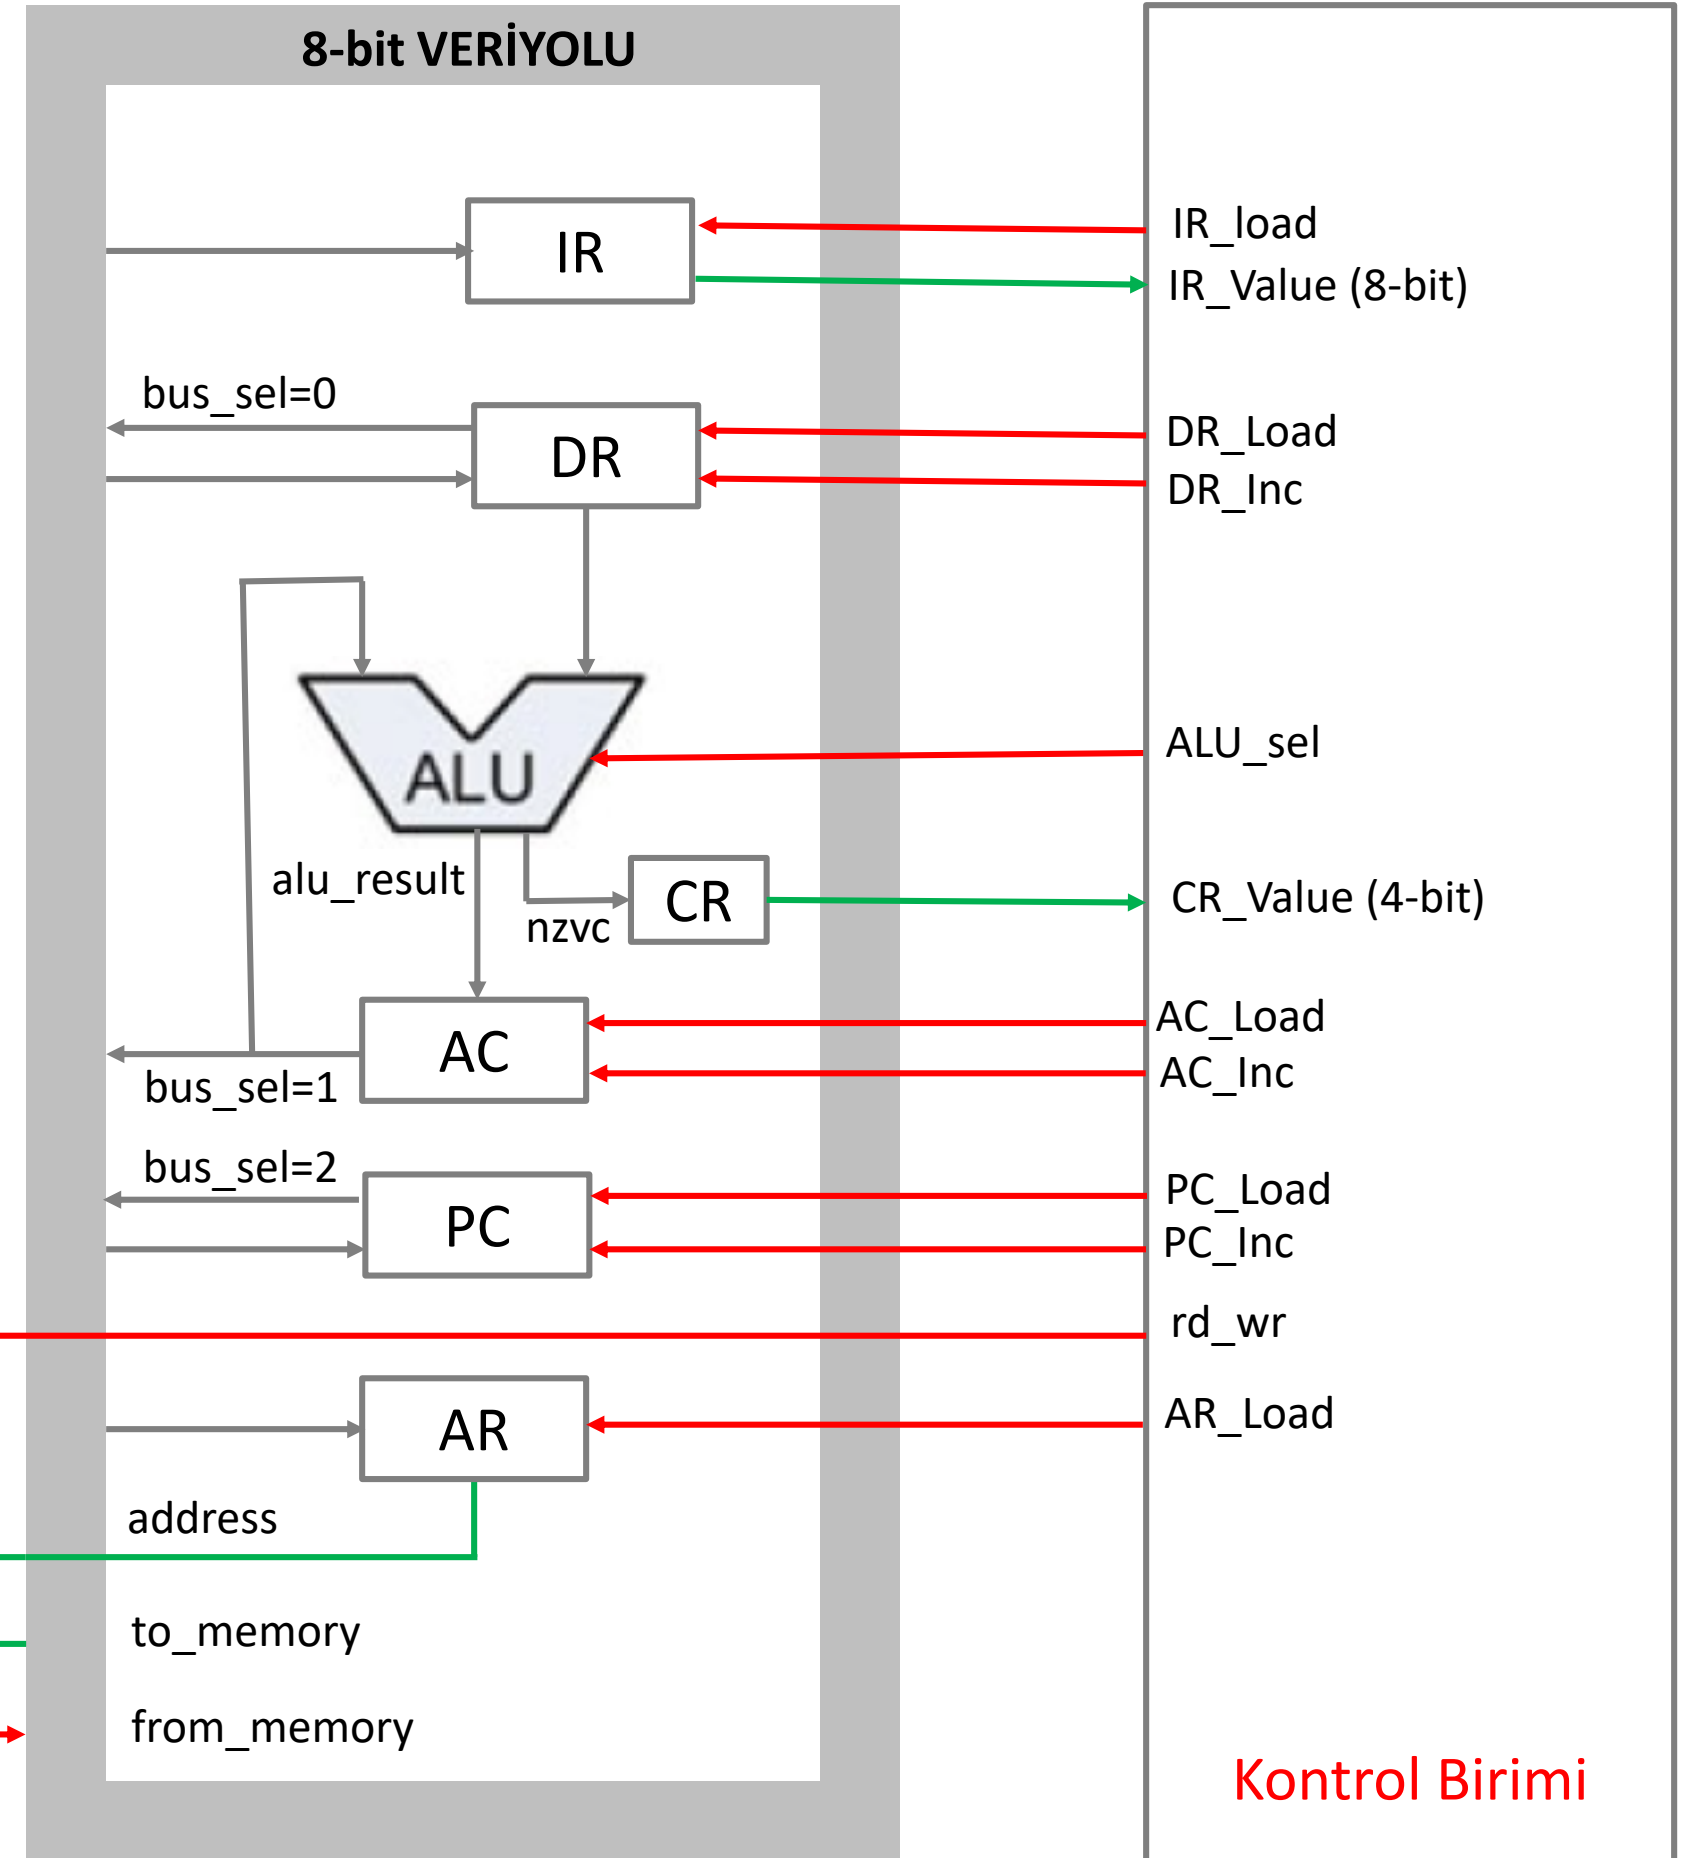 8-bit VERİYOLU
IR
IR_load
IR_Value (8-bit)
bus_sel=0
DR
DR_Load
DR_Inc
ALU
ALU_sel
alu_result
nzvc
CR
CR_Value (4-bit)
AC
AC_Load
AC_Inc
bus_sel=1
bus_sel=2
PC
PC_Load
PC_Inc
rd_wr
AR
AR_Load
address
to_memory
from_memory
Kontrol Birimi